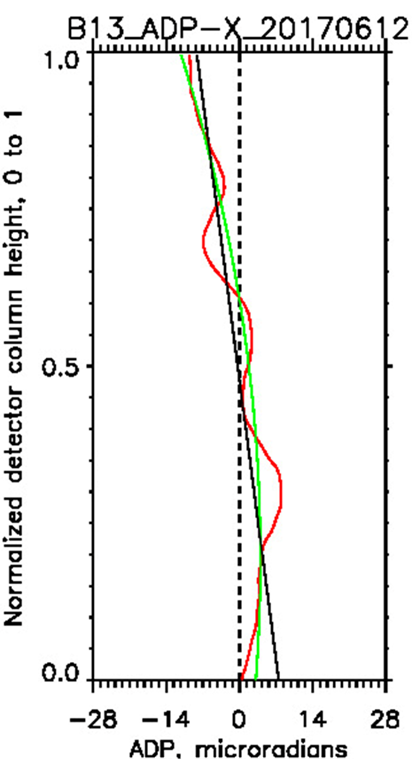 B13_ADP-X_20170612
1.0
Normalized detector column height, 0 to 1
0.5
0.0
-28 -14 0 14 28
ADP, microradians